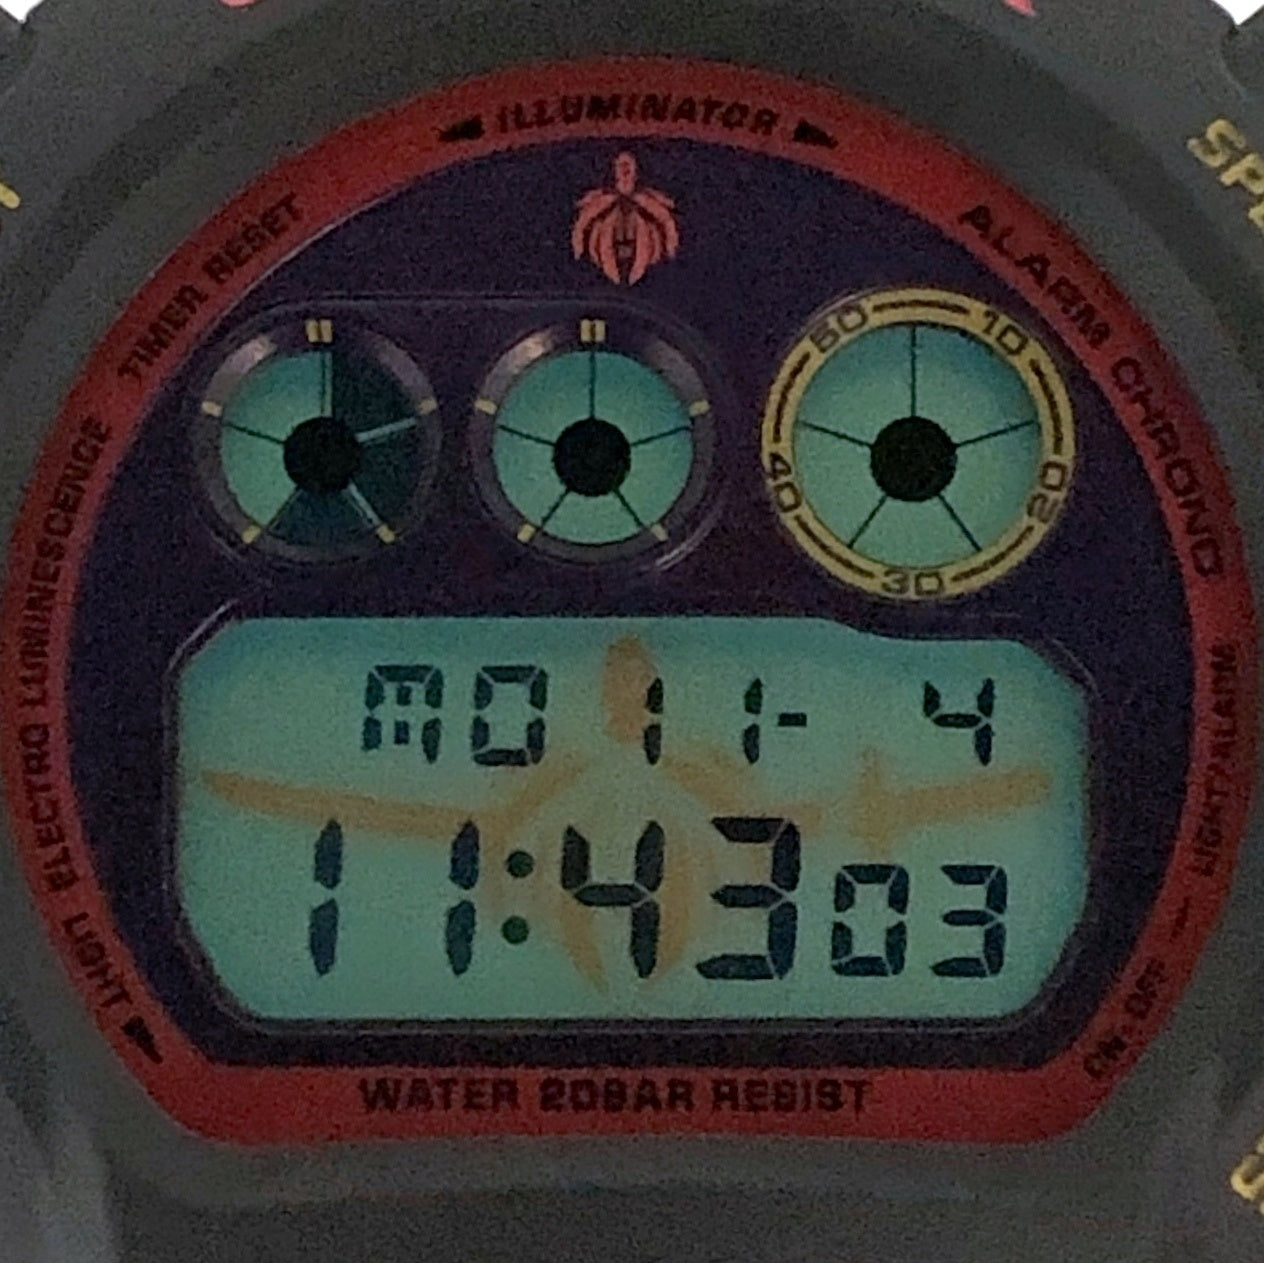 ◄ ILLUMINATOR ►
TIMER RESET
ALARM CHRONO
LIGHT ELECTRO LUMINESCENCE
LIGHT/ALARM
ON·OFF
50 10
40 20
30
MO 11- 4
11:43 03
WATER 20BAR RESIST